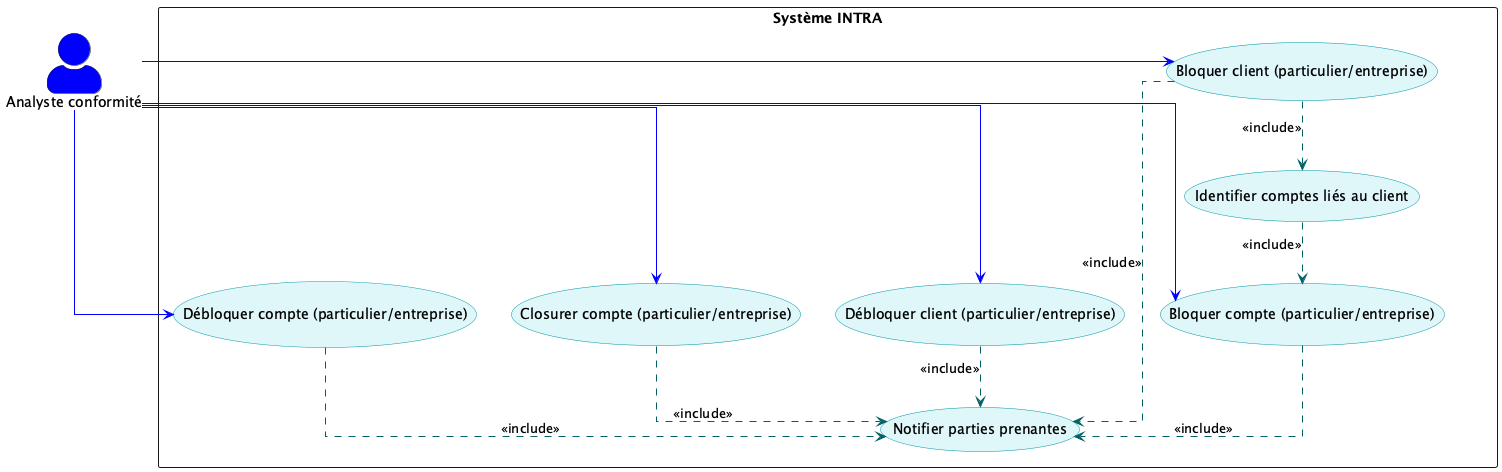 Système INTRA
Analyste conformité
Bloquer client (particulier/entreprise)
«include»
Identifier comptes liés au client
«include»
«include»
Débloquer compte (particulier/entreprise)
Closurer compte (particulier/entreprise)
Débloquer client (particulier/entreprise)
Bloquer compte (particulier/entreprise)
«include»
«include»
«include»
«include»
Notifier parties prenantes